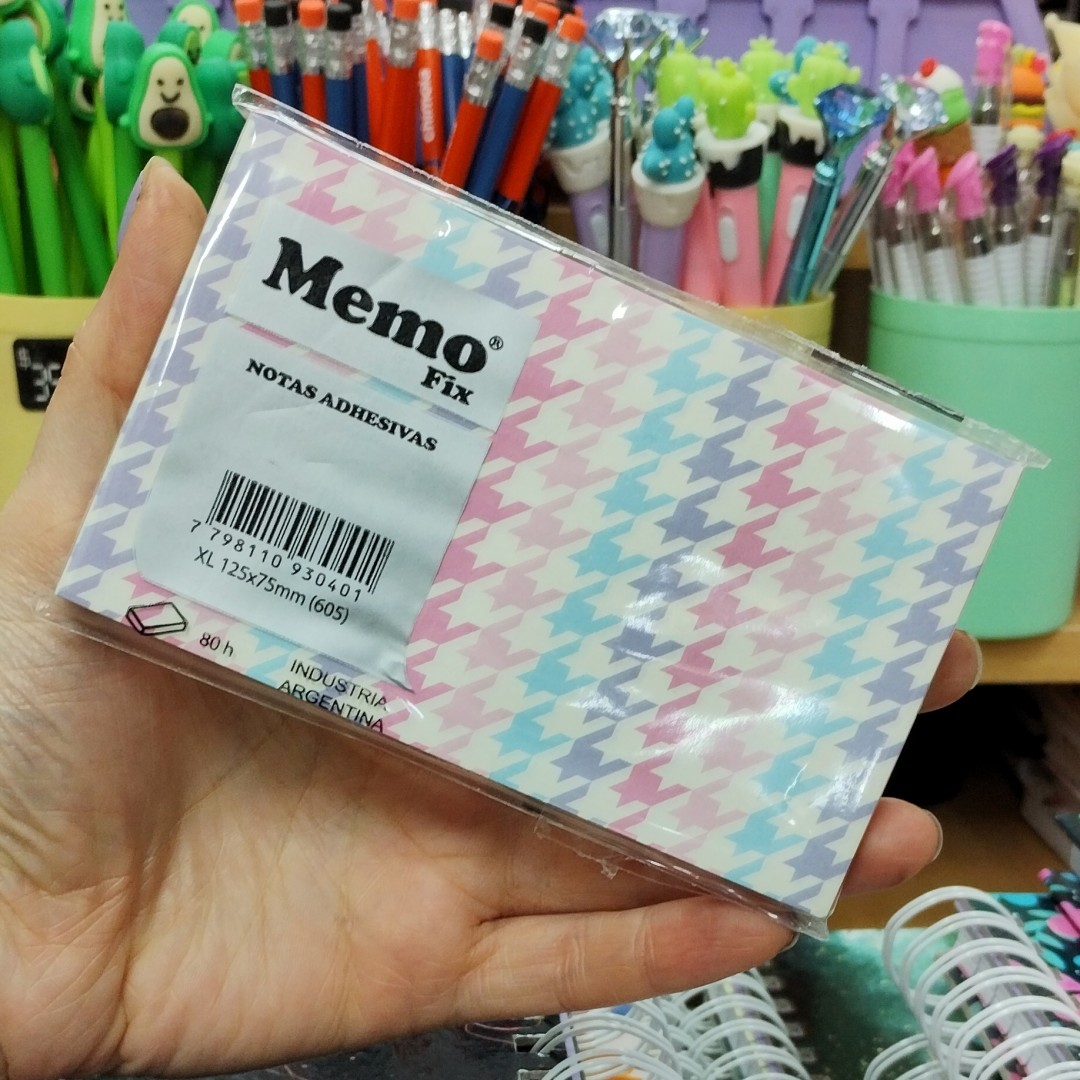 Memo®
Fix
NOTAS ADHESIVAS
7 798110 930401
XL 125x75mm (605)
80 h
INDUSTRIA
ARGENTINA